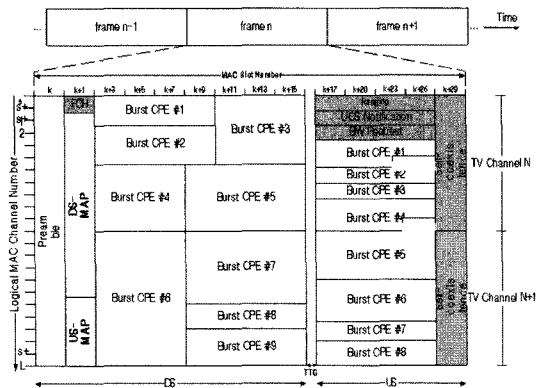 frame n-1
frame n
frame n+1
Time
MAC Slot Number
k
k+1
k+3
k+5
k+7
k+9
k+11
k+13
k+15
k+17
k+20
k+23
k+26
k+29
Logical MAC Channel Number
2
Preamble
FCH
DS-MAP
US-MAP
Burst CPE #1
Burst CPE #2
Burst CPE #3
Burst CPE #4
Burst CPE #5
Burst CPE #6
Burst CPE #7
Burst CPE #8
Burst CPE #9
Ranging
UCS Notification
BW Request
Burst CPE #1
Burst CPE #2
Burst CPE #3
Burst CPE #4
Burst CPE #5
Burst CPE #6
Burst CPE #7
Burst CPE #8
TV Channel N
TV Channel N+1
TTG
DS
US